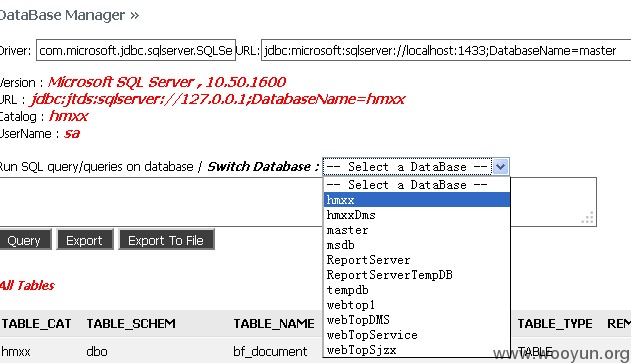 DataBase Manager »
Driver: com.microsoft.jdbc.sqlserver.SQLSe URL: jdbc:microsoft:sqlserver://localhost:1433;DatabaseName=master
Version : Microsoft SQL Server , 10.50.1600
URL : jdbc:jtds:sqlserver://127.0.0.1;DatabaseName=hmxx
Catalog : hmxx
UserName : sa
Run SQL query/queries on database / Switch Database : -- Select a DataBase --
-- Select a DataBase --
hmxx
hmxxDms
master
msdb
ReportServer
ReportServerTempDB
tempdb
webtop1
webTopDMS
webTopService
webTopSjzx
Query Export Export To File
All Tables
TABLE_CAT TABLE_SCHEM TABLE_NAME TABLE_TYPE REM
hmxx dbo bf_document TABLE
www.wooyun.org